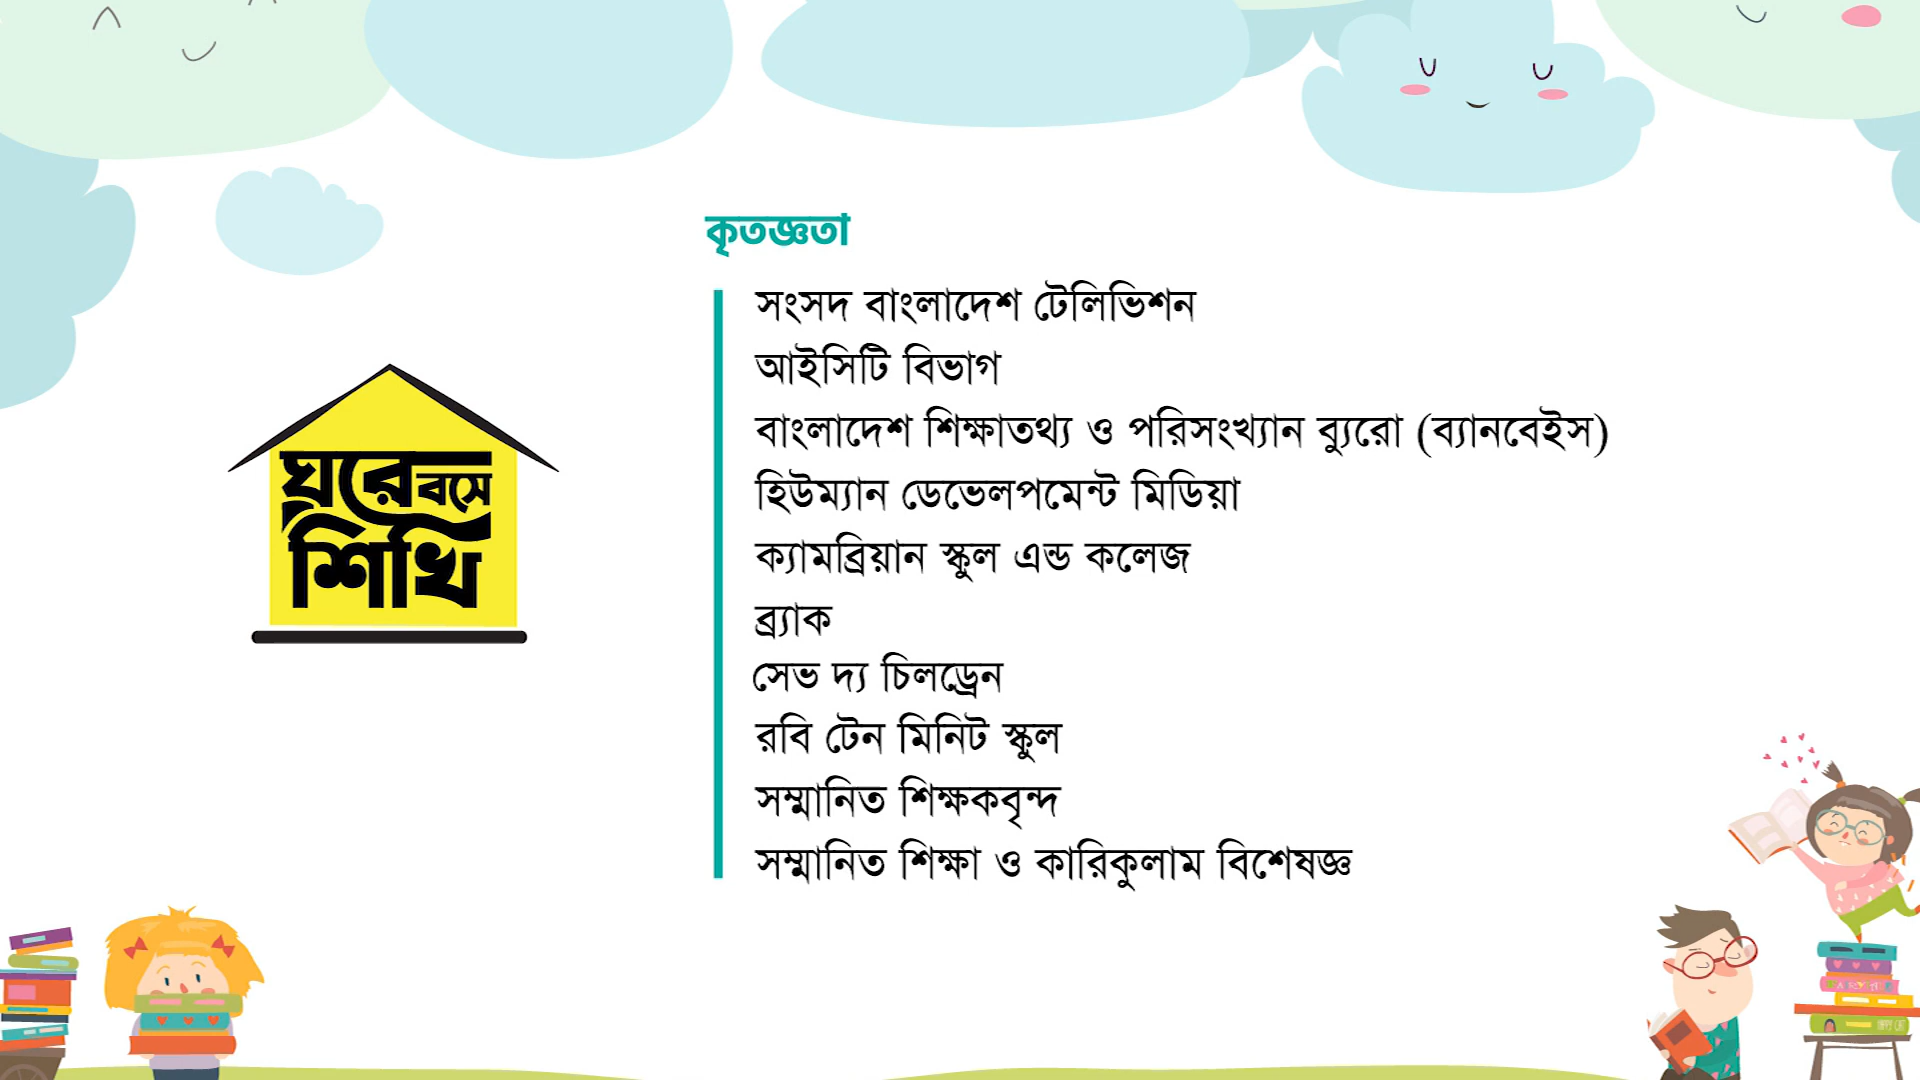 কৃতজ্ঞতা
সংসদ বাংলাদেশ টেলিভিশন
আইসিটি বিভাগ
বাংলাদেশ শিক্ষাতথ্য ও পরিসংখ্যান ব্যুরো (ব্যানবেইস)
হিউম্যান ডেভেলপমেন্ট মিডিয়া
ক্যামব্রিয়ান স্কুল এন্ড কলেজ
ব্র্যাক
সেভ দ্য চিলড্রেন
রবি টেন মিনিট স্কুল
সম্মানিত শিক্ষকবৃন্দ
সম্মানিত শিক্ষা ও কারিকুলাম বিশেষজ্ঞ
ঘরে বসে
শিখি